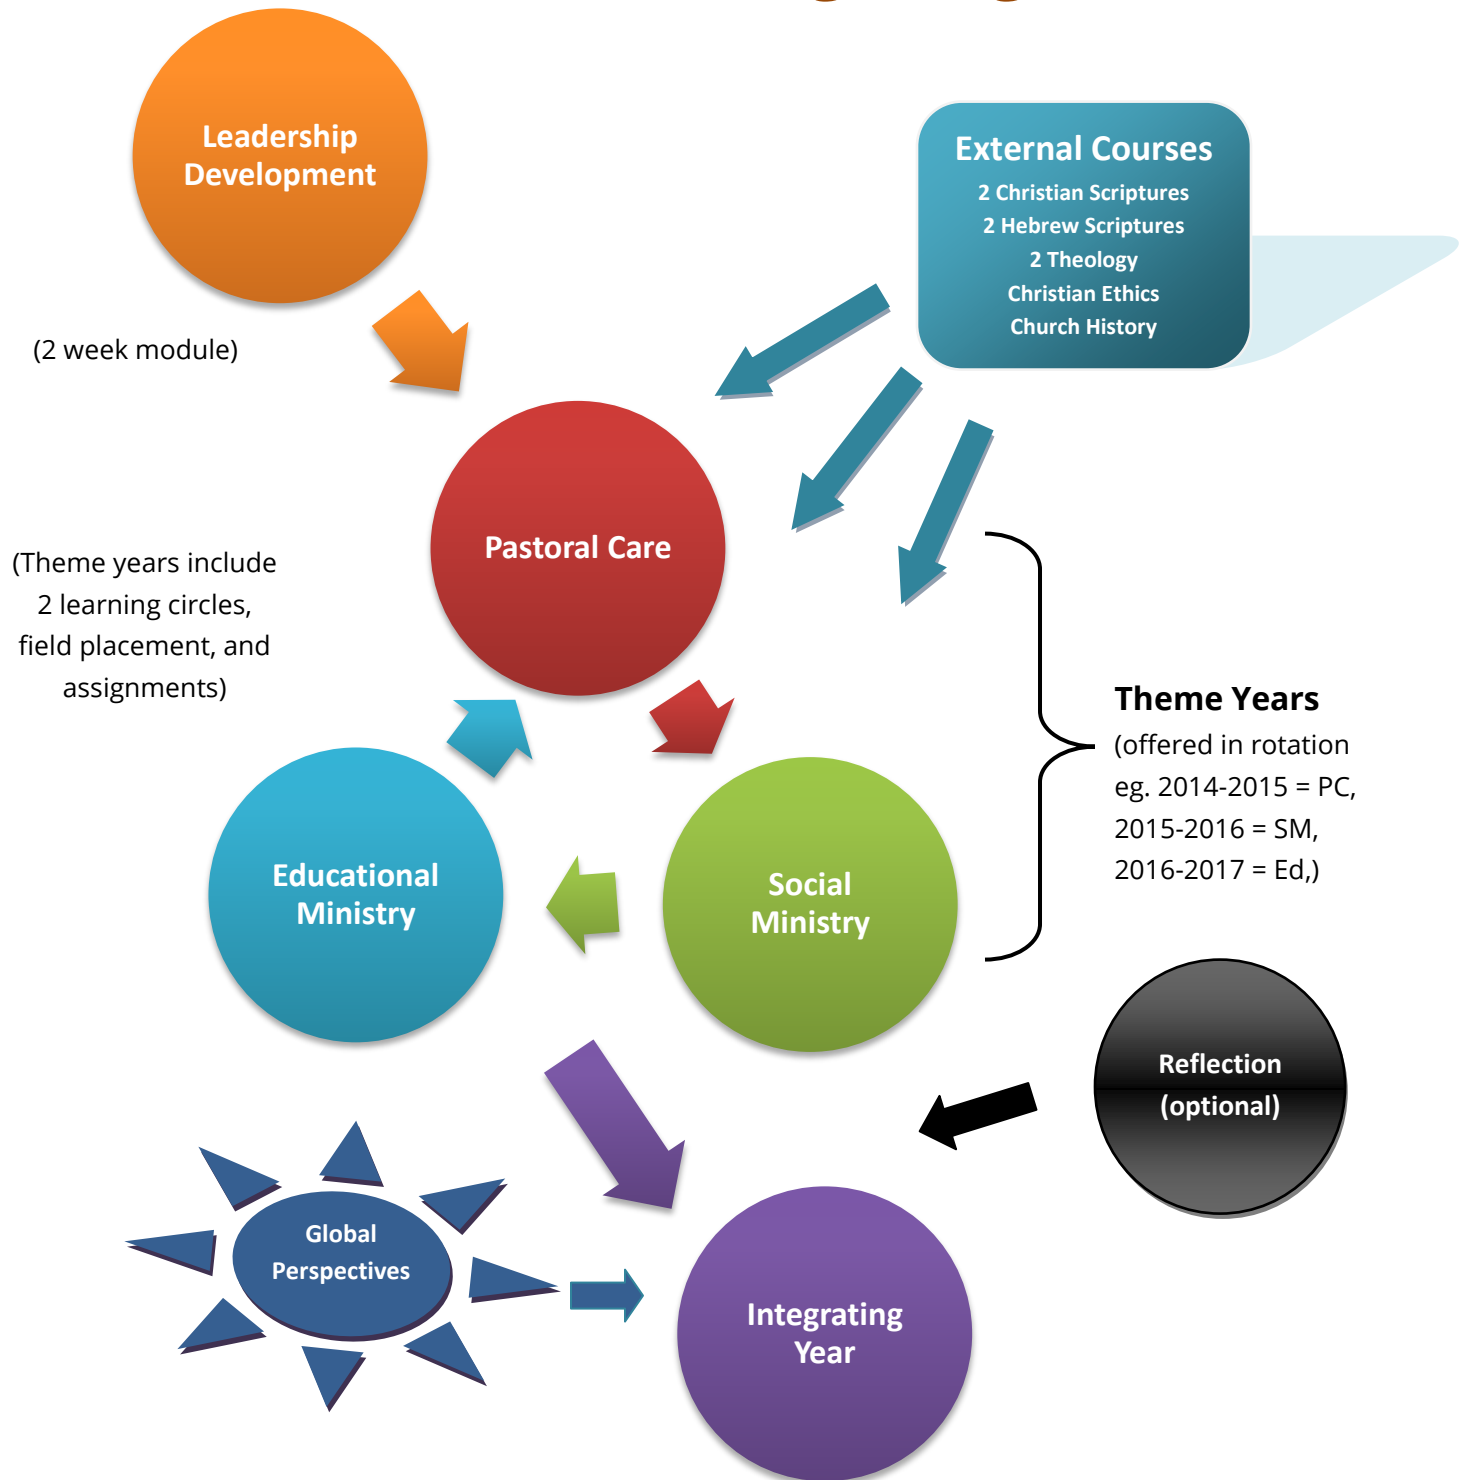 Leadership
Development
External Courses
2 Christian Scriptures
2 Hebrew Scriptures
2 Theology
Christian Ethics
Church History
(2 week module)
Pastoral Care
(Theme years include
2 learning circles,
field placement, and
assignments)
Theme Years
(offered in rotation
eg. 2014-2015 = PC,
2015-2016 = SM,
2016-2017 = Ed,)
Educational
Ministry
Social
Ministry
Reflection
(optional)
Global
Perspectives
Integrating
Year